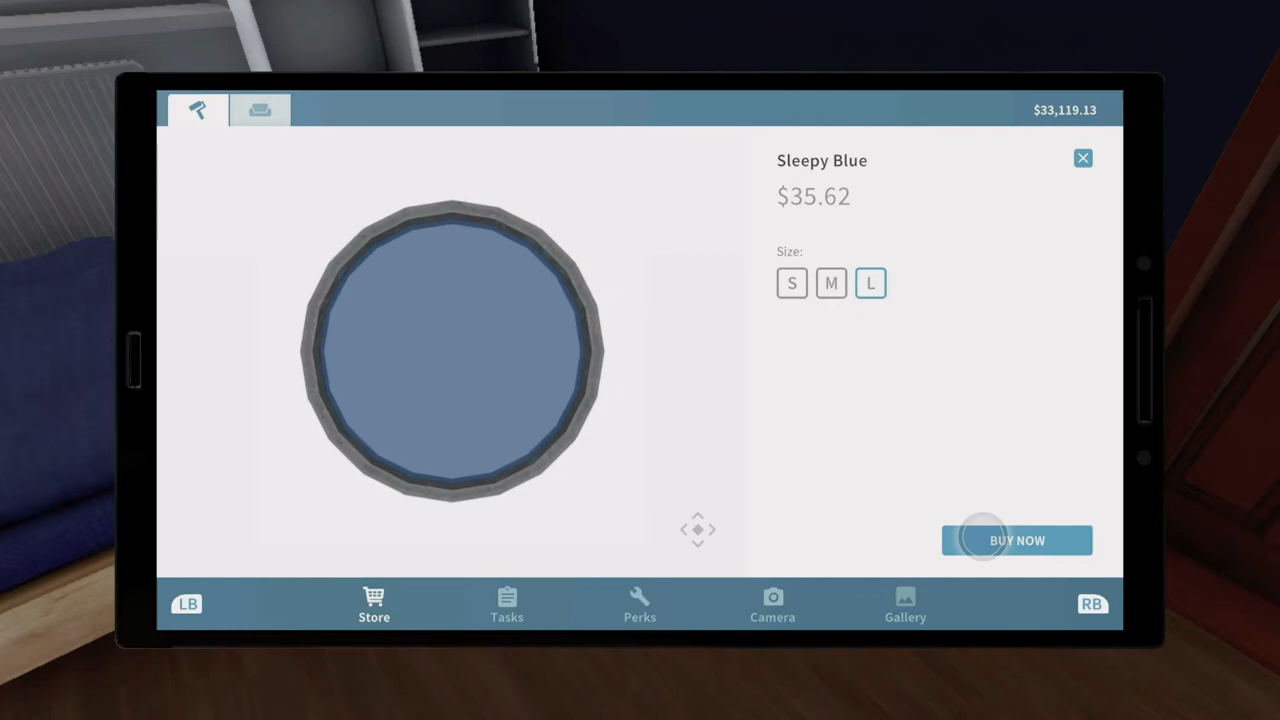 $33,119.13
Sleepy Blue
$35.62
Size:
S M L
BUY NOW
LB Store Tasks Perks Camera Gallery RB